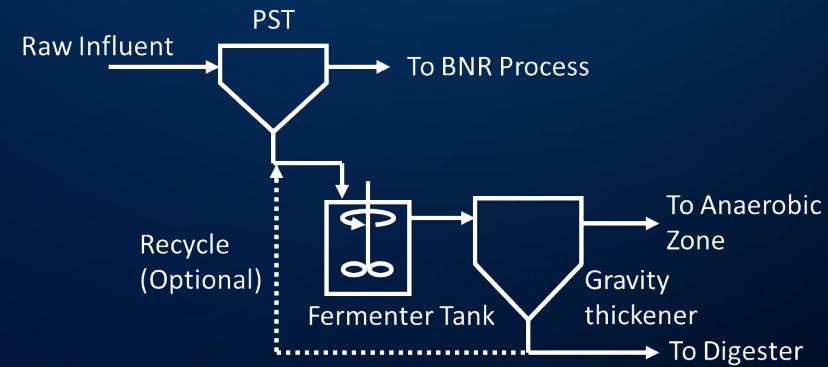 PST
Raw Influent
To BNR Process
Recycle
(Optional)
Fermenter Tank
To Anaerobic
Zone
Gravity
thickener
To Digester